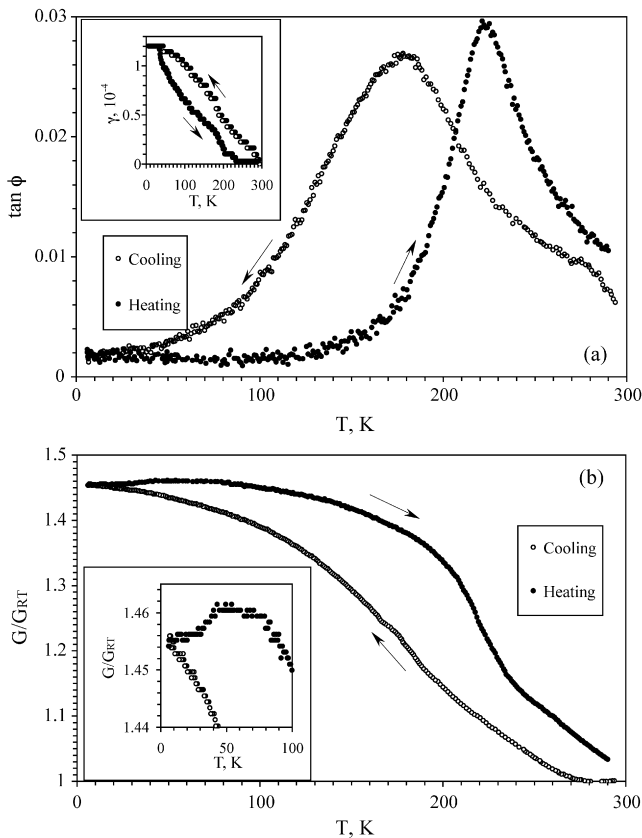 0.03
0.02
0.01
0
tan ϕ
1
0.5
0
γ, 10⁻⁴
0 100 200 300
T, K
Cooling
Heating
(a)
0 100 200 300
T, K
1.5
1.4
1.3
1.2
1.1
1
G/G_RT
(b)
Cooling
Heating
1.46
1.45
1.44
G/G_RT
0 50 100
T, K
0 100 200 300
T, K